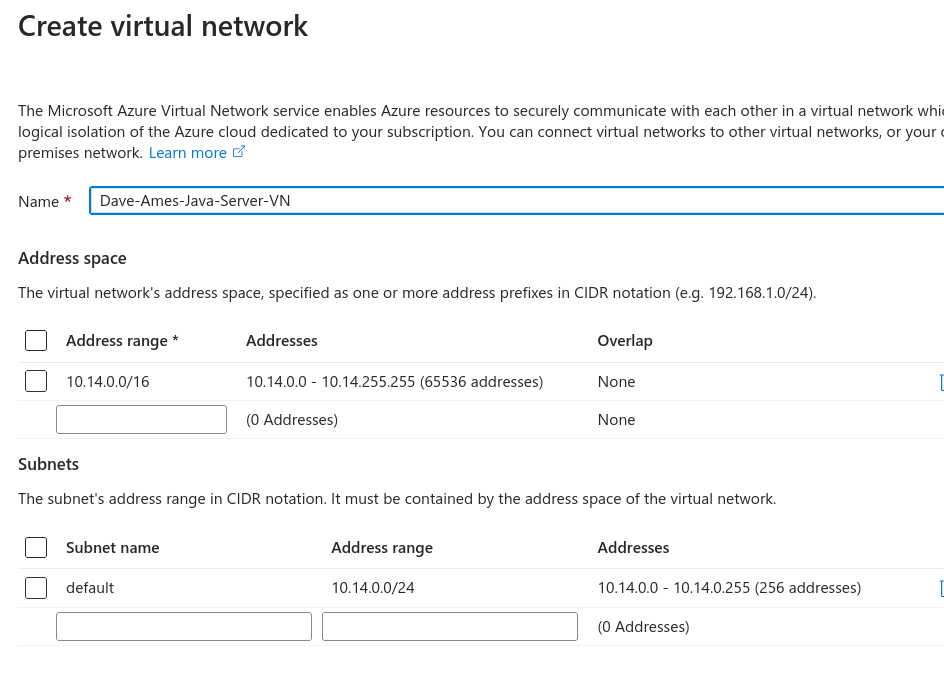 Create virtual network
The Microsoft Azure Virtual Network service enables Azure resources to securely communicate with each other in a virtual network
logical isolation of the Azure cloud dedicated to your subscription. You can connect virtual networks to other virtual networks, or your
premises network. Learn more
Name * Dave-Ames-Java-Server-VN
Address space
The virtual network's address space, specified as one or more address prefixes in CIDR notation (e.g. 192.168.1.0/24).
Address range * Addresses Overlap
10.14.0.0/16 10.14.0.0 - 10.14.255.255 (65536 addresses) None
(0 Addresses) None
Subnets
The subnet's address range in CIDR notation. It must be contained by the address space of the virtual network.
Subnet name Address range Addresses
default 10.14.0.0/24 10.14.0.0 - 10.14.0.255 (256 addresses)
(0 Addresses)